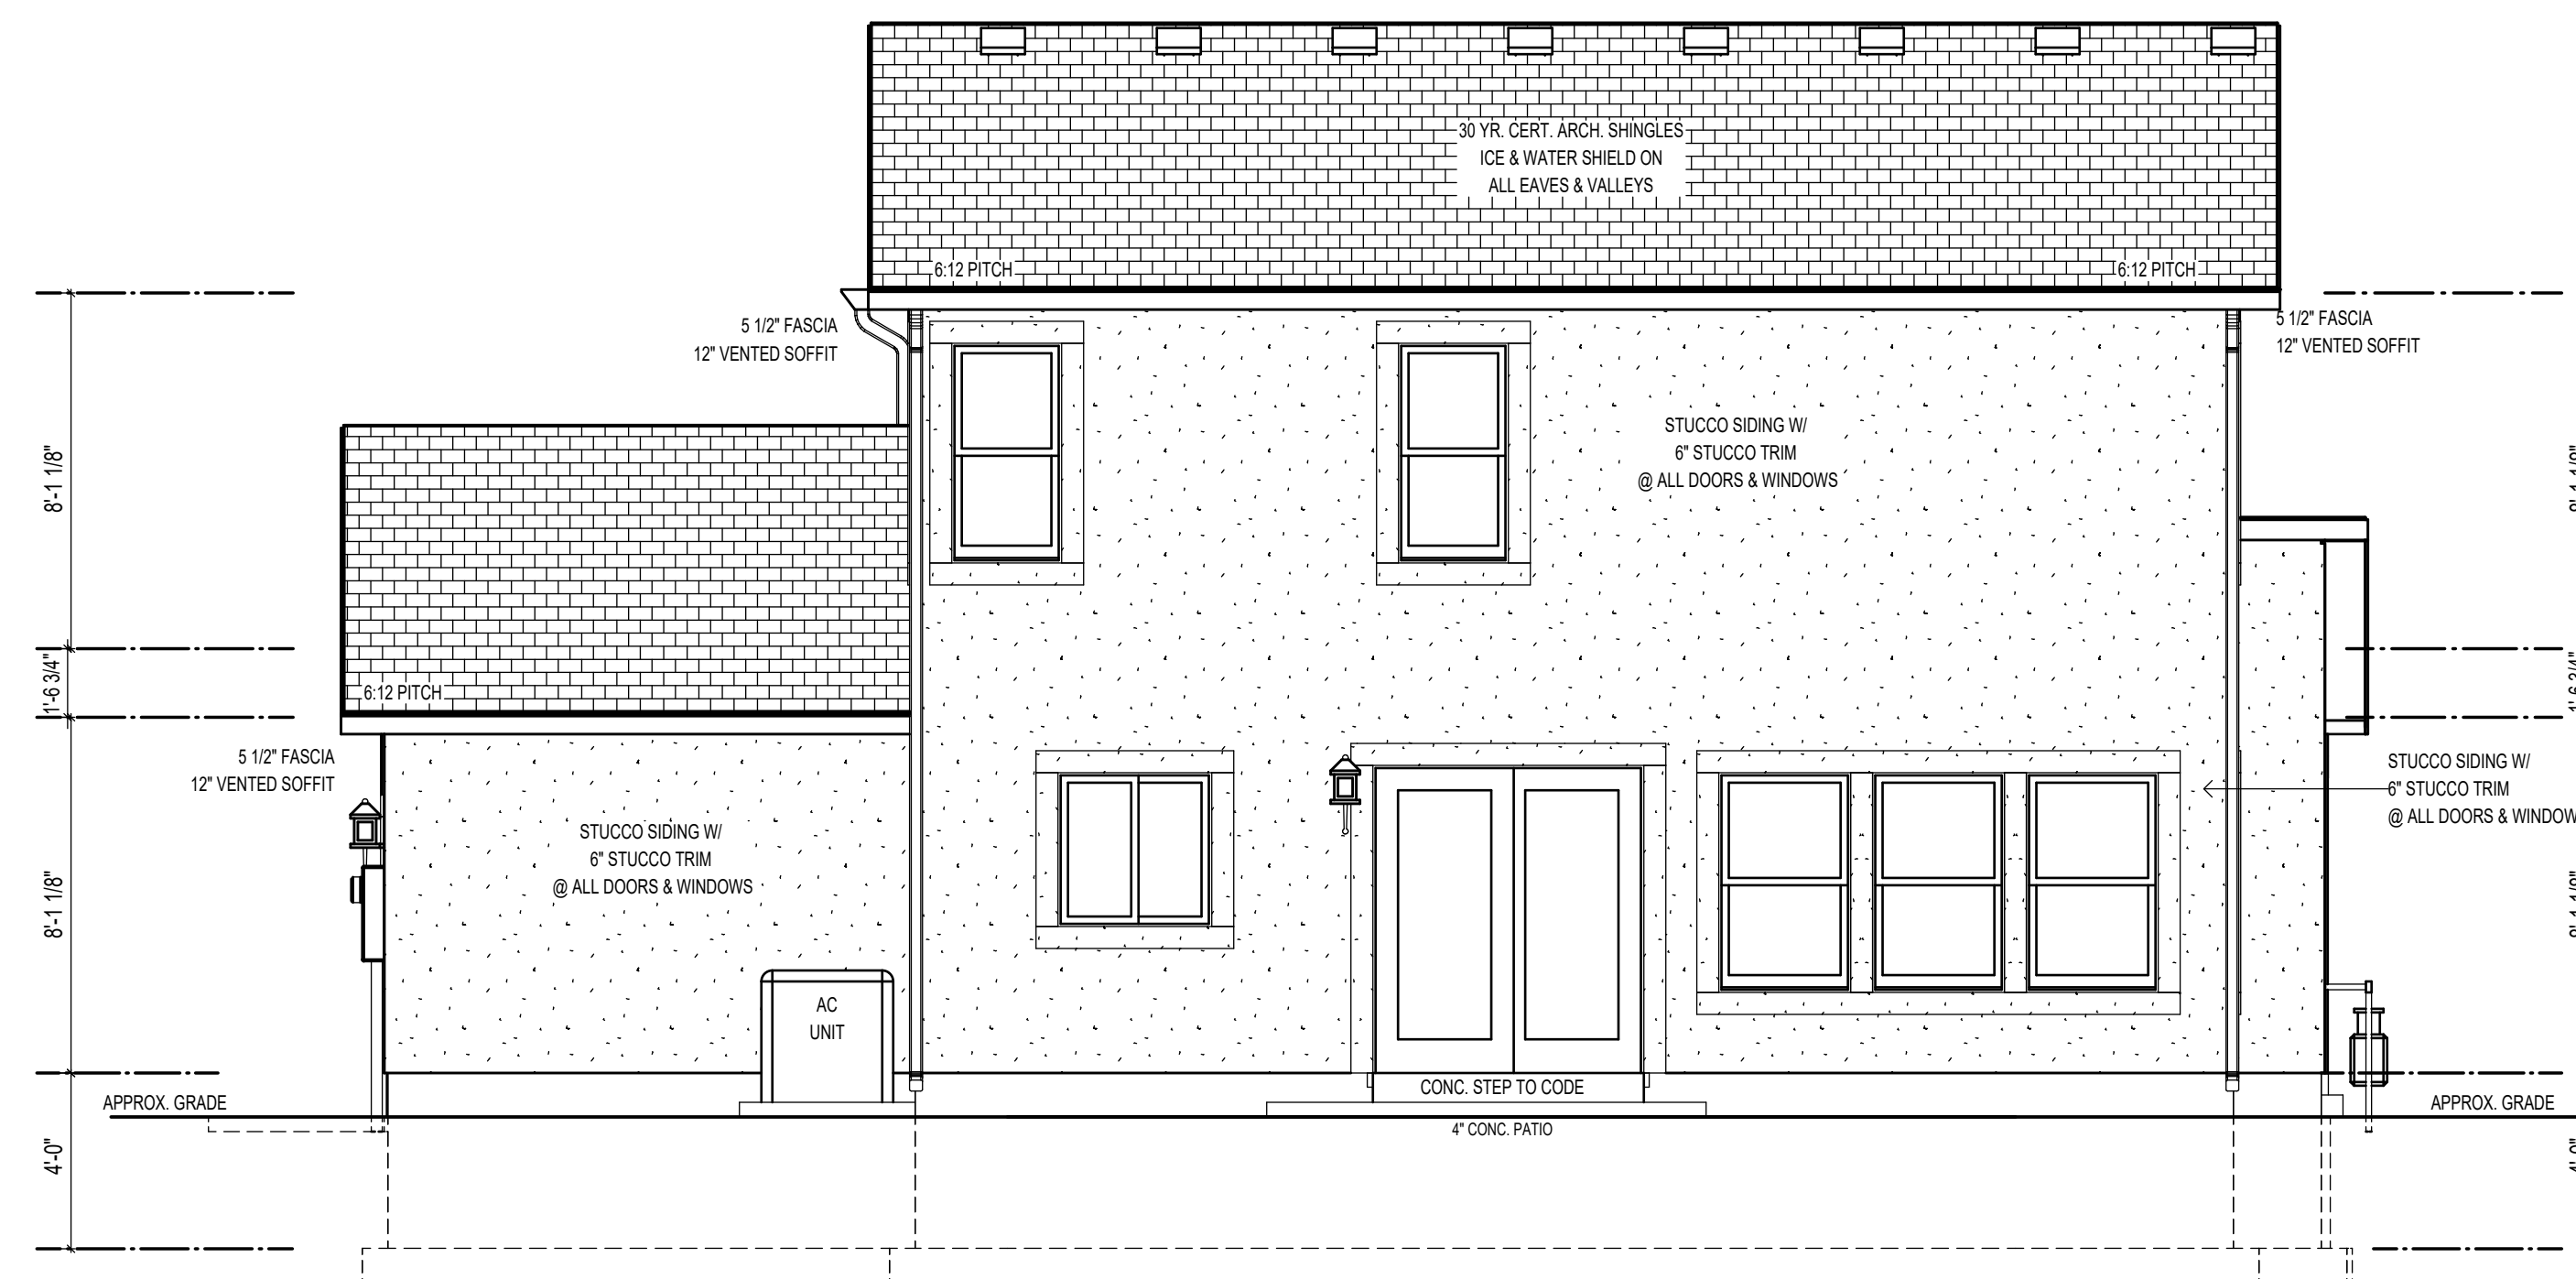 30 YR. CERT. ARCH. SHINGLES
ICE & WATER SHIELD ON
ALL EAVES & VALLEYS
6:12 PITCH
6:12 PITCH
5 1/2" FASCIA
12" VENTED SOFFIT
5 1/2" FASCIA
12" VENTED SOFFIT
STUCCO SIDING W/
6" STUCCO TRIM
@ ALL DOORS & WINDOWS
8'-1 1/8"
1'-6 3/4"
6:12 PITCH
5 1/2" FASCIA
12" VENTED SOFFIT
STUCCO SIDING W/
6" STUCCO TRIM
@ ALL DOORS & WINDOWS
STUCCO SIDING W/
6" STUCCO TRIM
@ ALL DOORS & WINDOW
8'-1 1/8"
AC
UNIT
CONC. STEP TO CODE
APPROX. GRADE
APPROX. GRADE
4" CONC. PATIO
4'-0"